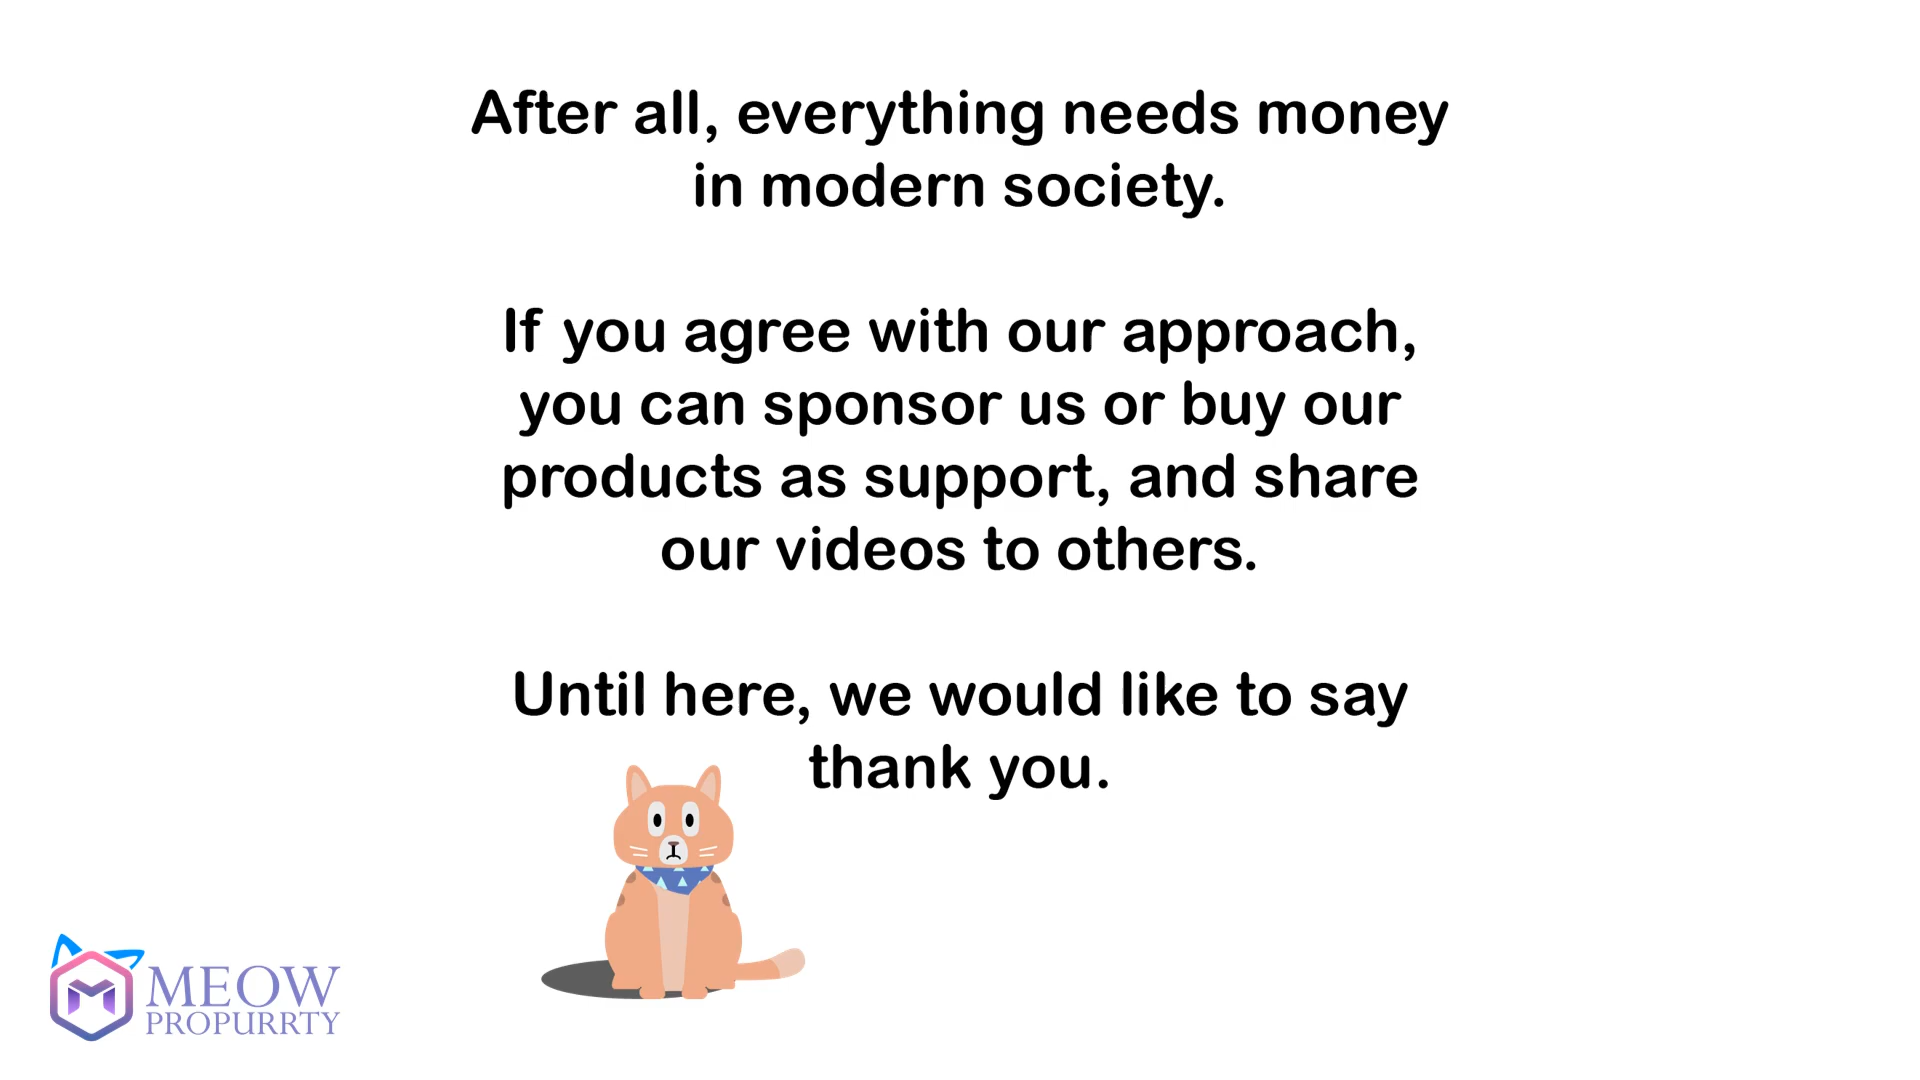 After all, everything needs money
in modern society.
If you agree with our approach,
you can sponsor us or buy our
products as support, and share
our videos to others.
Until here, we would like to say
thank you.
MEOW
PROPURRTY